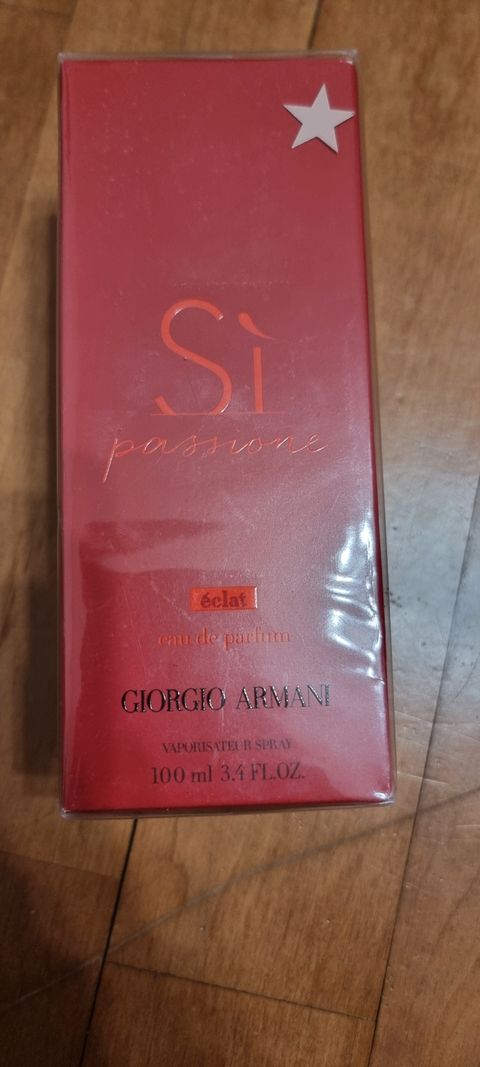 Sì
passione
éclat
eau de parfum
GIORGIO ARMANI
VAPORISATEUR SPRAY
100 ml 3.4 FL.OZ.